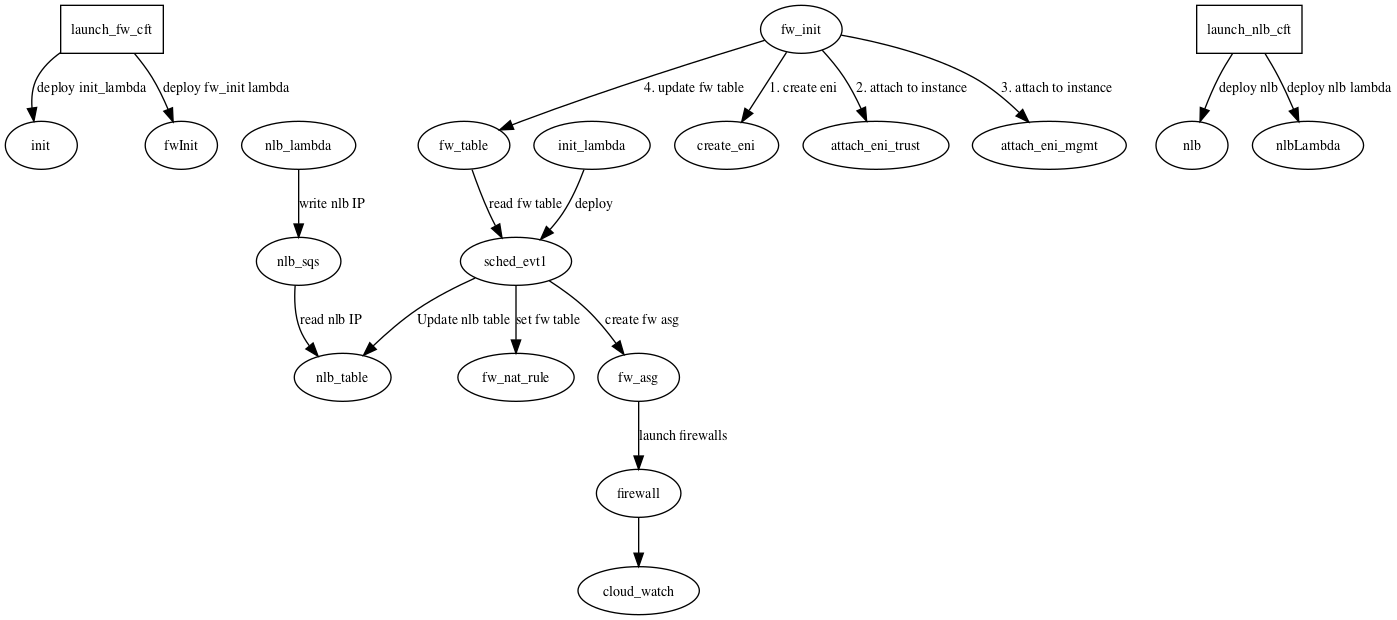 launch_fw_cft
fw_init
launch_nlb_cft
deploy init_lambda
deploy fw_init lambda
4. update fw table
1. create eni
2. attach to instance
3. attach to instance
deploy nlb
deploy nlb lambda
init
fwInit
nlb_lambda
fw_table
init_lambda
create_eni
attach_eni_trust
attach_eni_mgmt
nlb
nlbLambda
write nlb IP
read fw table
deploy
nlb_sqs
sched_evt1
read nlb IP
Update nlb table
set fw table
create fw asg
nlb_table
fw_nat_rule
fw_asg
launch firewalls
firewall
cloud_watch